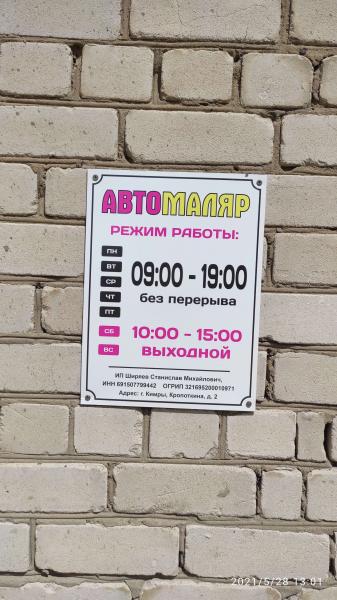 АВТОМАЛЯР
РЕЖИМ РАБОТЫ:
ПН
ВТ
СР
ЧТ
ПТ
09:00 - 19:00
без перерыва
СБ 10:00 - 15:00
ВС ВЫХОДНОЙ
ИП Ширяев Станислав Михайлович,
ИНН 691507799442 ОГРИП 321695200010971
Адрес: г. Кимры, Кропоткина, д. 2
2021/5/28 13:01